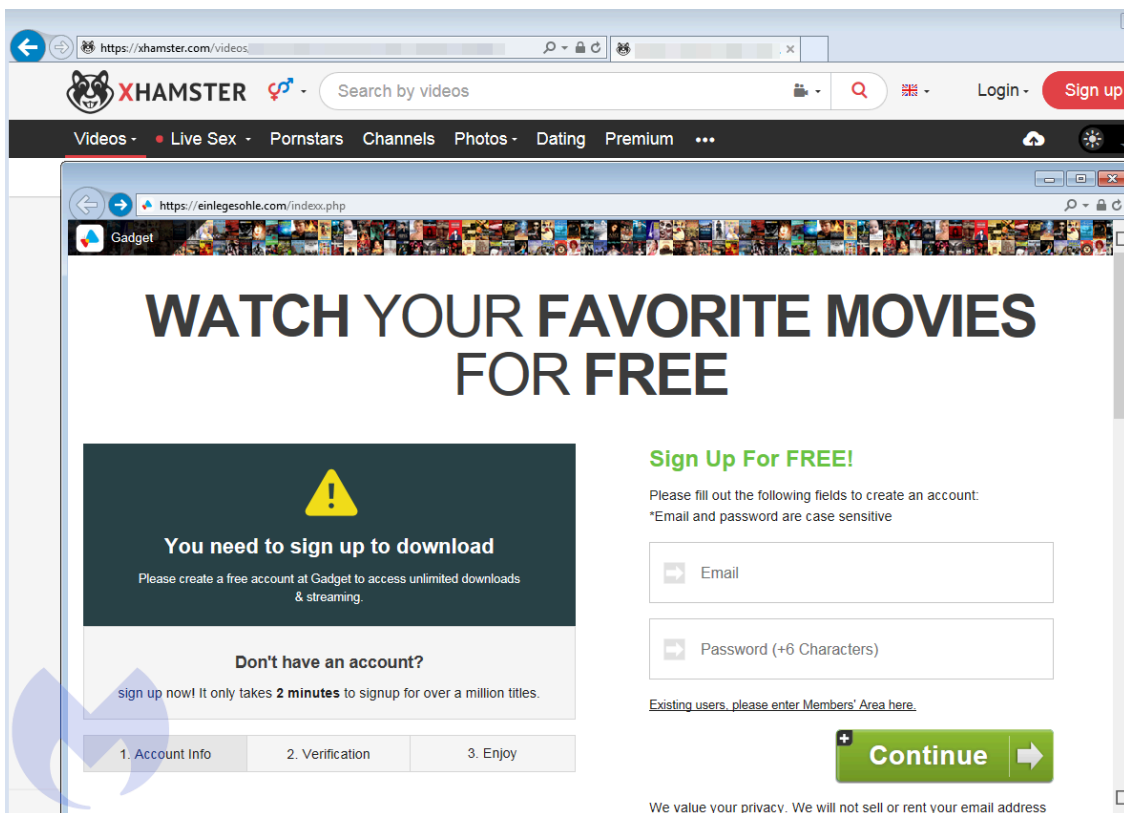 https://xhamster.com/videos
XHAMSTER
Search by videos
Login
Sign up
Videos Live Sex Pornstars Channels Photos Dating Premium •••
https://einlegesohle.com/indexx.php
Gadget
WATCH YOUR FAVORITE MOVIES
FOR FREE
You need to sign up to download
Please create a free account at Gadget to access unlimited downloads
& streaming.
Don't have an account?
sign up now! It only takes 2 minutes to signup for over a million titles.
1. Account Info
2. Verification
3. Enjoy
Sign Up For FREE!
Please fill out the following fields to create an account:
*Email and password are case sensitive
Email
Password (+6 Characters)
Existing users, please enter Members' Area here.
Continue
We value your privacy. We will not sell or rent your email address